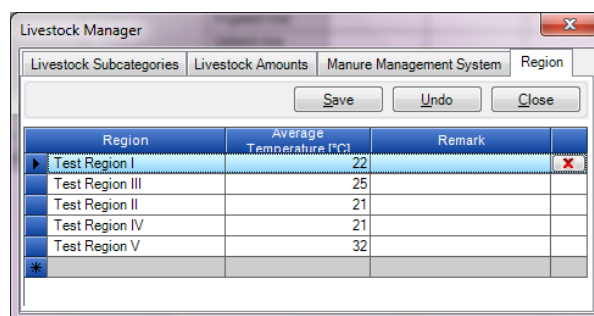 Livestock Manager
Livestock Subcategories Livestock Amounts Manure Management System Region
Save Undo Close
Region Average Temperature [°C] Remark
Test Region I 22
Test Region III 25
Test Region II 21
Test Region IV 21
Test Region V 32